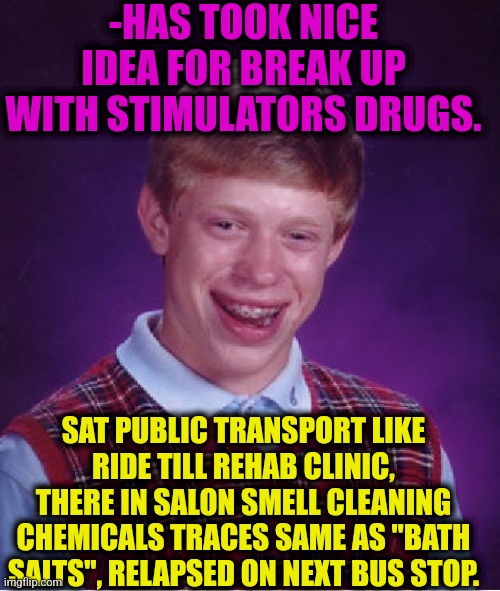 -HAS TOOK NICE
IDEA FOR BREAK UP
WITH STIMULATORS DRUGS.
SAT PUBLIC TRANSPORT LIKE
RIDE TILL REHAB CLINIC,
THERE IN SALON SMELL CLEANING
CHEMICALS TRACES SAME AS "BATH
SALTS", RELAPSED ON NEXT BUS STOP.
imgflip.com